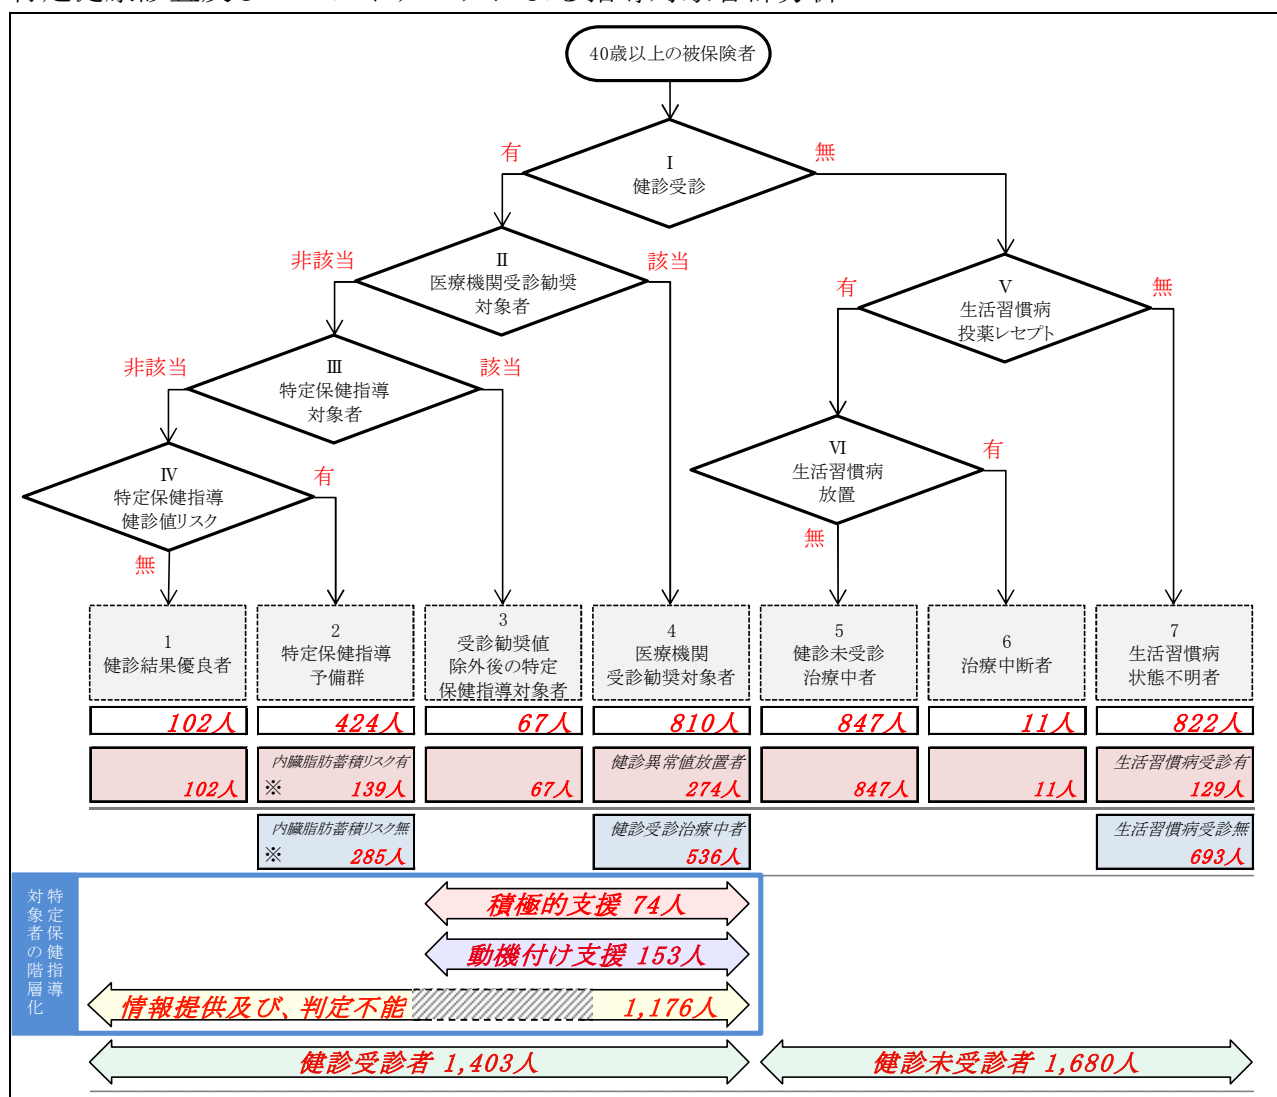 40歳以上の被保険者
Ⅰ
健診受診
有
無
Ⅱ
医療機関受診勧奨
対象者
非該当
該当
Ⅴ
生活習慣病
投薬レセプト
有
無
Ⅲ
特定保健指導
対象者
非該当
該当
Ⅵ
生活習慣病
放置
有
無
Ⅳ
特定保健指導
健診値リスク
有
無
1
健診結果優良者
2
特定保健指導
予備群
3
受診勧奨値
除外後の特定
保健指導対象者
4
医療機関
受診勧奨対象者
5
健診未受診
治療中者
6
治療中断者
7
生活習慣病
状態不明者
102人
424人
67人
810人
847人
11人
822人
102人
内臓脂肪蓄積リスク有
※ 139人
67人
健診異常値放置者
274人
847人
11人
生活習慣病受診有
129人
内臓脂肪蓄積リスク無
※ 285人
健診受診治療中者
536人
生活習慣病受診無
693人
特定保健指導
対象者の階層化
積極的支援 74人
動機付け支援 153人
情報提供及び、判定不能 1,176人
健診受診者 1,403人
健診未受診者 1,680人